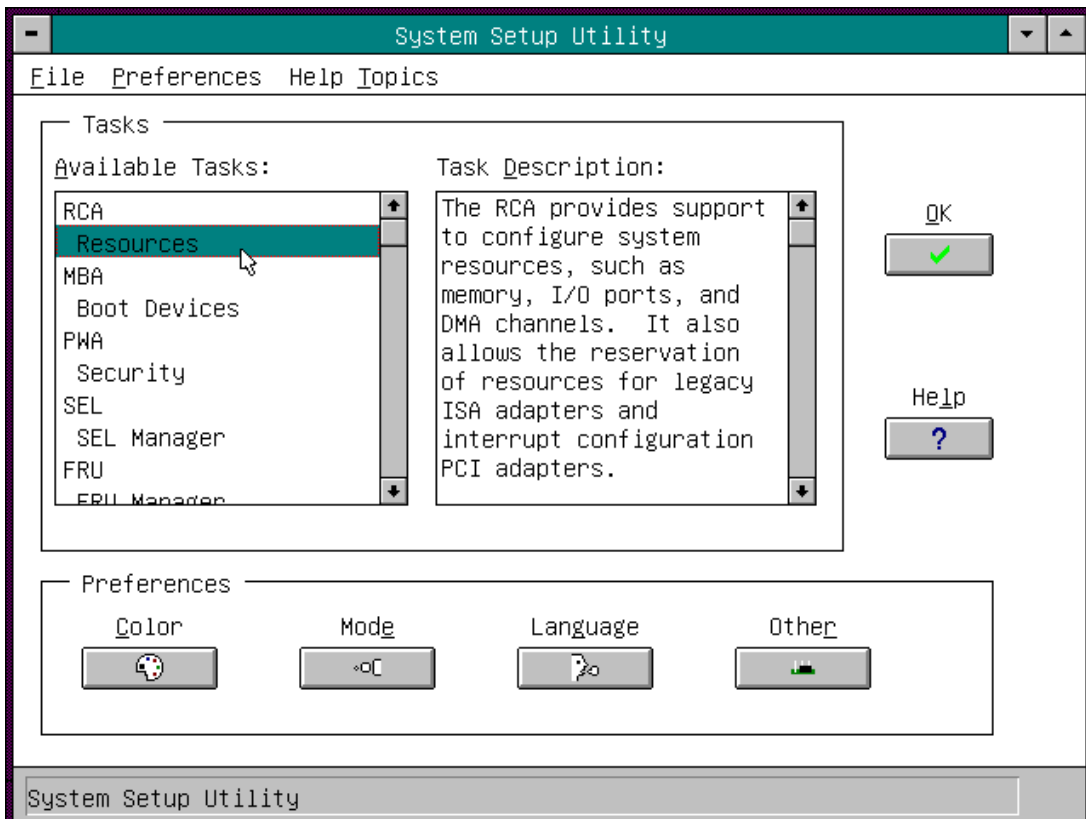 System Setup Utility
File Preferences Help Topics
Tasks
Available Tasks:
RCA
Resources
MBA
Boot Devices
PWA
Security
SEL
SEL Manager
FRU
FRU Manager
Task Description:
The RCA provides support
to configure system
resources, such as
memory, I/O ports, and
DMA channels.  It also
allows the reservation
of resources for legacy
ISA adapters and
interrupt configuration
PCI adapters.
OK
Help
?
Preferences
Color Mode Language Other
System Setup Utility